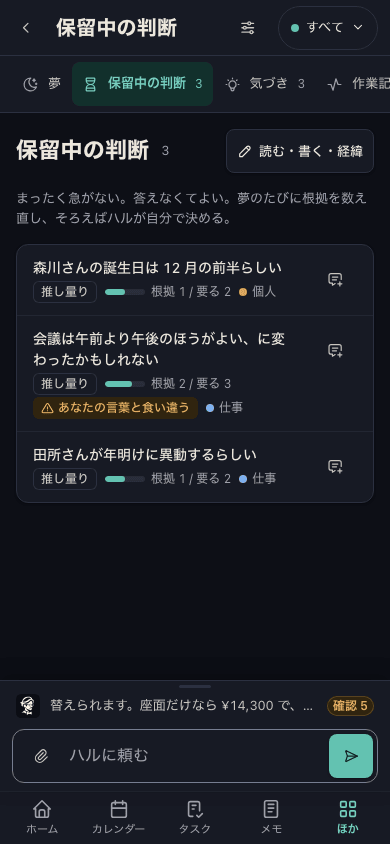 保留中の判断
すべて
夢
保留中の判断 3
気づき 3
作業記
保留中の判断 3
読む・書く・経緯
まったく急がない。答えなくてよい。夢のたびに根拠を数え
直し、そろえばハルが自分で決める。
森川さんの誕生日は 12 月の前半らしい
推し量り 根拠 1 / 要る 2 個人
会議は午前より午後のほうがよい、に変
わったかもしれない
推し量り 根拠 2 / 要る 3
あなたの言葉と食い違う 仕事
田所さんが年明けに異動するらしい
推し量り 根拠 1 / 要る 2 仕事
替えられます。座面だけなら ¥14,300 で、…
確認 5
ハルに頼む
ホーム
カレンダー
タスク
メモ
ほか